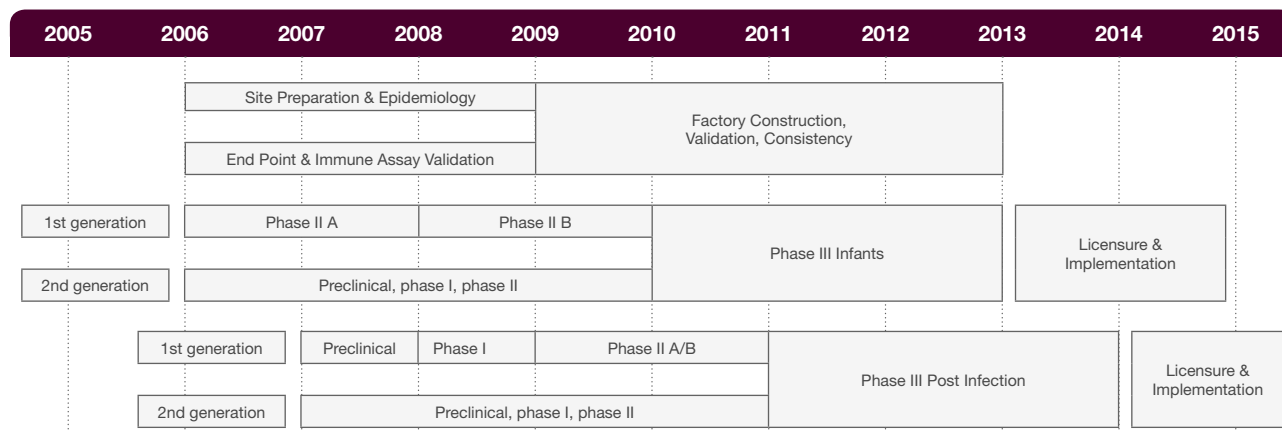 2005 2006 2007 2008 2009 2010 2011 2012 2013 2014 2015
Site Preparation & Epidemiology
Factory Construction,
Validation, Consistency
End Point & Immune Assay Validation
1st generation
Phase II A
Phase II B
Phase III Infants
Licensure &
Implementation
2nd generation
Preclinical, phase I, phase II
1st generation
Preclinical
Phase I
Phase II A/B
Phase III Post Infection
Licensure &
Implementation
2nd generation
Preclinical, phase I, phase II